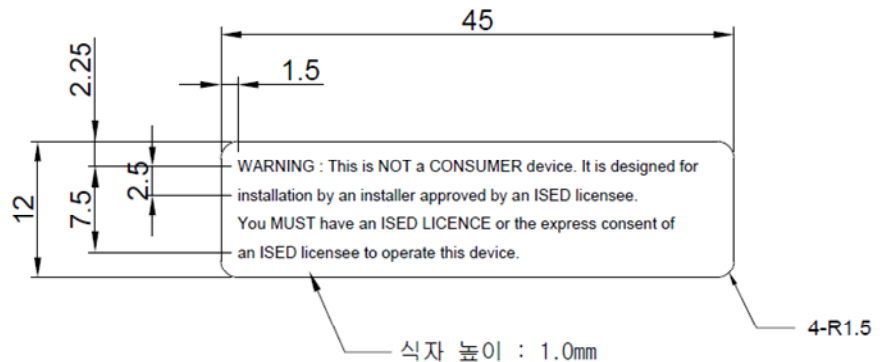 45
2.25
1.5
12
7.5
2.5
WARNING : This is NOT a CONSUMER device. It is designed for
installation by an installer approved by an ISED licensee.
You MUST have an ISED LICENCE or the express consent of
an ISED licensee to operate this device.
4-R1.5
식자 높이 : 1.0mm